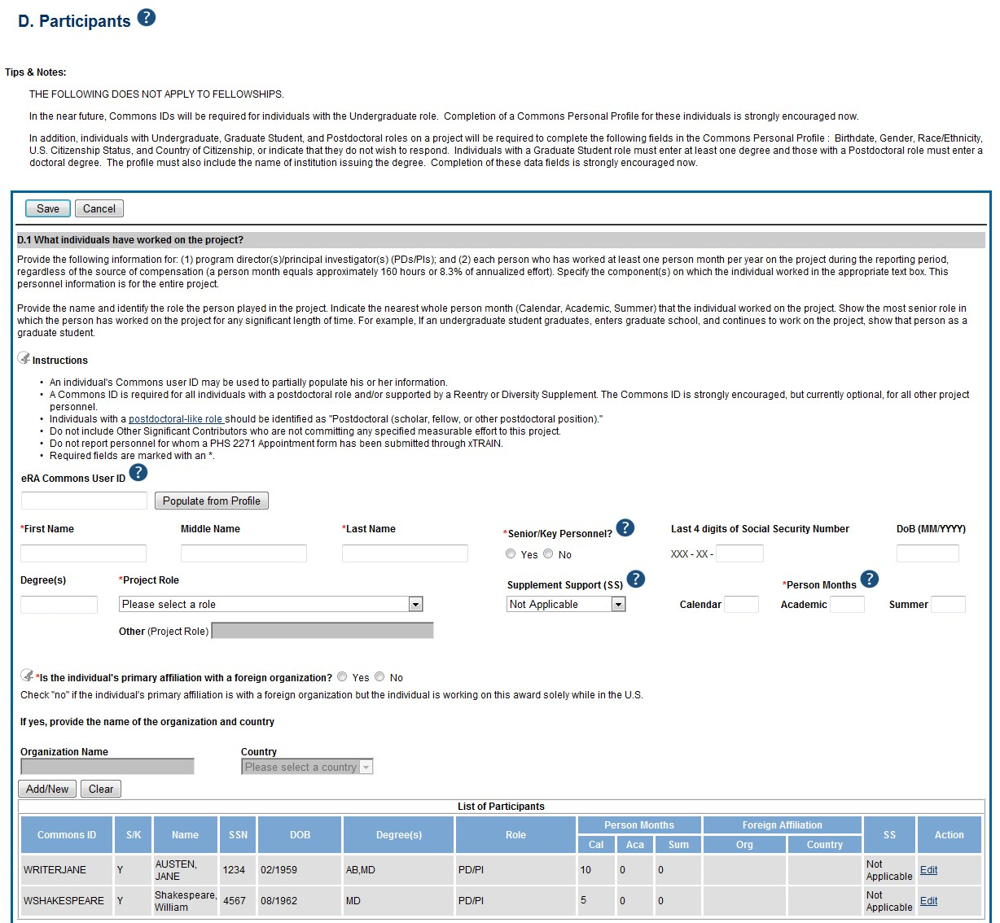 D. Participants ?
Tips & Notes:
THE FOLLOWING DOES NOT APPLY TO FELLOWSHIPS.
In the near future, Commons IDs will be required for individuals with the Undergraduate role. Completion of a Commons Personal Profile for these individuals is strongly encouraged now.
In addition, individuals with Undergraduate, Graduate Student, and Postdoctoral roles on a project will be required to complete the following fields in the Commons Personal Profile : Birthdate, Gender, Race/Ethnicity,
U.S. Citizenship Status, and Country of Citizenship, or indicate that they do not wish to respond. Individuals with a Graduate Student role must enter at least one degree and those with a Postdoctoral role must enter a
doctoral degree. The profile must also include the name of institution issuing the degree. Completion of these data fields is strongly encouraged now.
Save Cancel
D.1 What individuals have worked on the project?
Provide the following information for: (1) program director(s)/principal investigator(s) (PDs/PIs); and (2) each person who has worked at least one person month per year on the project during the reporting period,
regardless of the source of compensation (a person month equals approximately 160 hours or 8.3% of annualized effort). Specify the component(s) on which the individual worked in the appropriate text box. This
personnel information is for the entire project.
Provide the name and identify the role the person played in the project. Indicate the nearest whole person month (Calendar, Academic, Summer) that the individual worked on the project. Show the most senior role in
which the person has worked on the project for any significant length of time. For example, If an undergraduate student graduates, enters graduate school, and continues to work on the project, show that person as a
graduate student.
Instructions
• An individual's Commons user ID may be used to partially populate his or her information.
• A Commons ID is required for all individuals with a postdoctoral role and/or supported by a Reentry or Diversity Supplement. The Commons ID is strongly encouraged, but currently optional, for all other project
personnel.
• Individuals with a postdoctoral-like role should be identified as "Postdoctoral (scholar, fellow, or other postdoctoral position)."
• Do not include Other Significant Contributors who are not committing any specified measurable effort to this project.
• Do not report personnel for whom a PHS 2271 Appointment form has been submitted through xTRAIN.
• Required fields are marked with an *.
eRA Commons User ID ?
Populate from Profile
*First Name Middle Name *Last Name *Senior/Key Personnel? ? Last 4 digits of Social Security Number DoB (MM/YYYY)
Yes No XXX - XX -
Degree(s) *Project Role Supplement Support (SS) ? *Person Months ?
Please select a role Not Applicable Calendar Academic Summer
Other (Project Role)
*Is the individual's primary affiliation with a foreign organization? Yes No
Check "no" if the individual's primary affiliation is with a foreign organization but the individual is working on this award solely while in the U.S.
If yes, provide the name of the organization and country
Organization Name Country
Please select a country
Add/New Clear
List of Participants
Commons ID S/K Name SSN DOB Degree(s) Role Person Months Foreign Affiliation SS Action
Cal Aca Sum Org Country
WRITERJANE Y AUSTEN, JANE 1234 02/1959 AB,MD PD/PI 10 0 0 Not Applicable Edit
WSHAKESPEARE Y Shakespeare, William 4567 08/1962 MD PD/PI 5 0 0 Not Applicable Edit